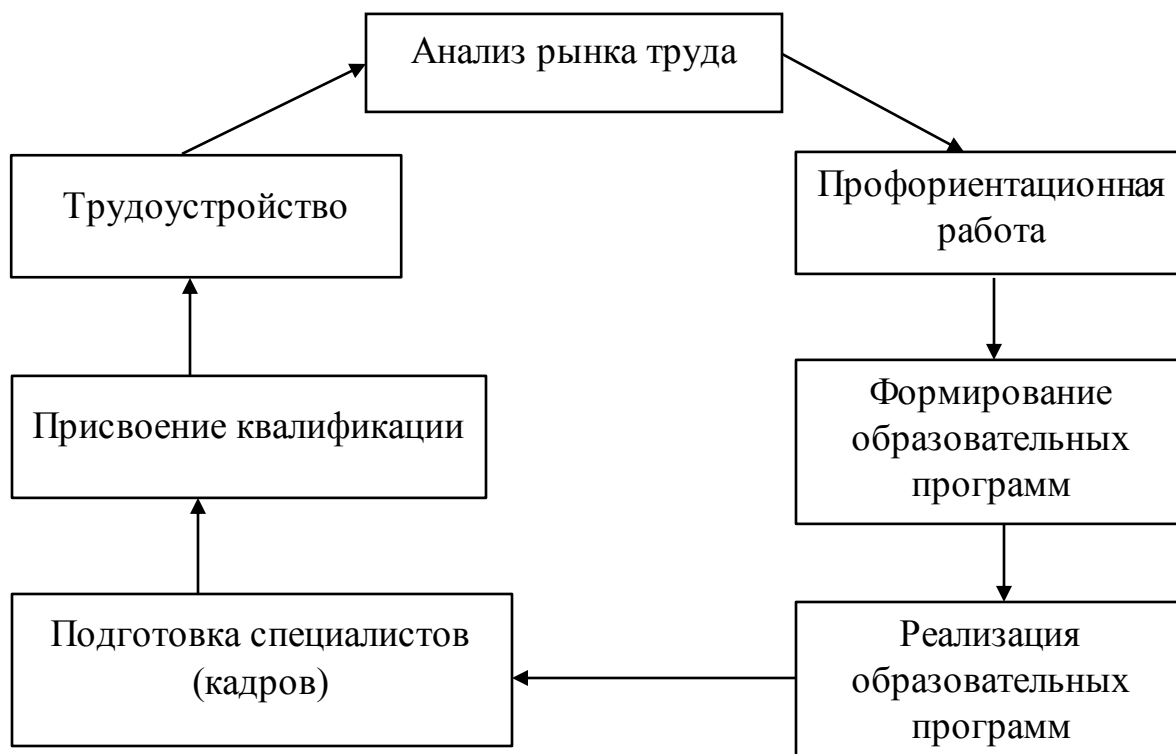 Анализ рынка труда
Трудоустройство
Профориентационная
работа
Присвоение квалификации
Формирование
образовательных
программ
Подготовка специалистов
(кадров)
Реализация
образовательных
программ